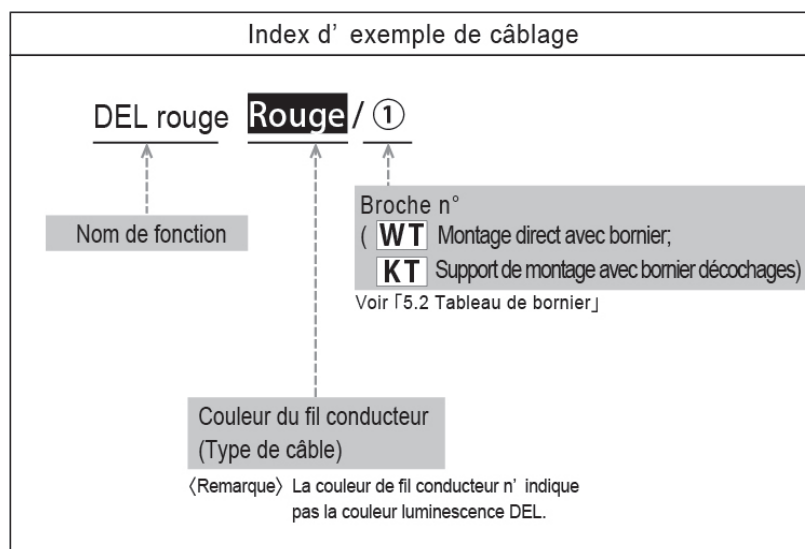 Index d' exemple de câblage
DEL rouge Rouge/①
Nom de fonction
Broche n°
( WT Montage direct avec bornier;
KT Support de montage avec bornier décochages)
Voir「5.2 Tableau de bornier」
Couleur du fil conducteur
(Type de câble)
〈Remarque〉 La couleur de fil conducteur n' indique
pas la couleur luminescence DEL.